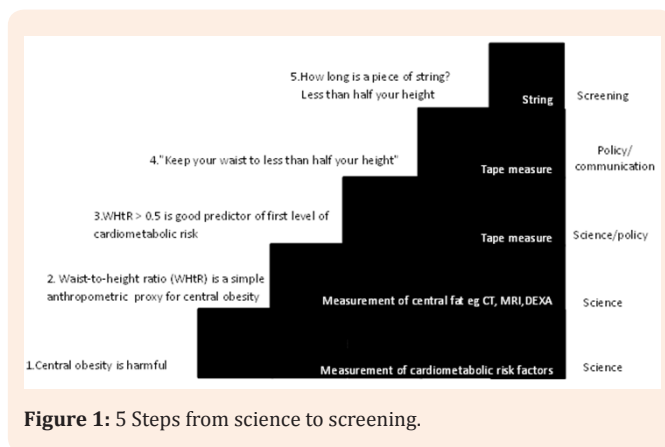 5.How long is a piece of string?
Less than half your height
String
Screening
4."Keep your waist to less than half your height"
Tape measure
Policy/
communication
3.WHtR > 0.5 is good predictor of first level of
cardiometabolic risk
Tape measure
Science/policy
2. Waist-to-height ratio (WHtR) is a simple
anthropometric proxy for central obesity
Measurement of central fat eg CT, MRI,DEXA
Science
1.Central obesity is harmful
Measurement of cardiometabolic risk factors
Science
Figure 1: 5 Steps from science to screening.